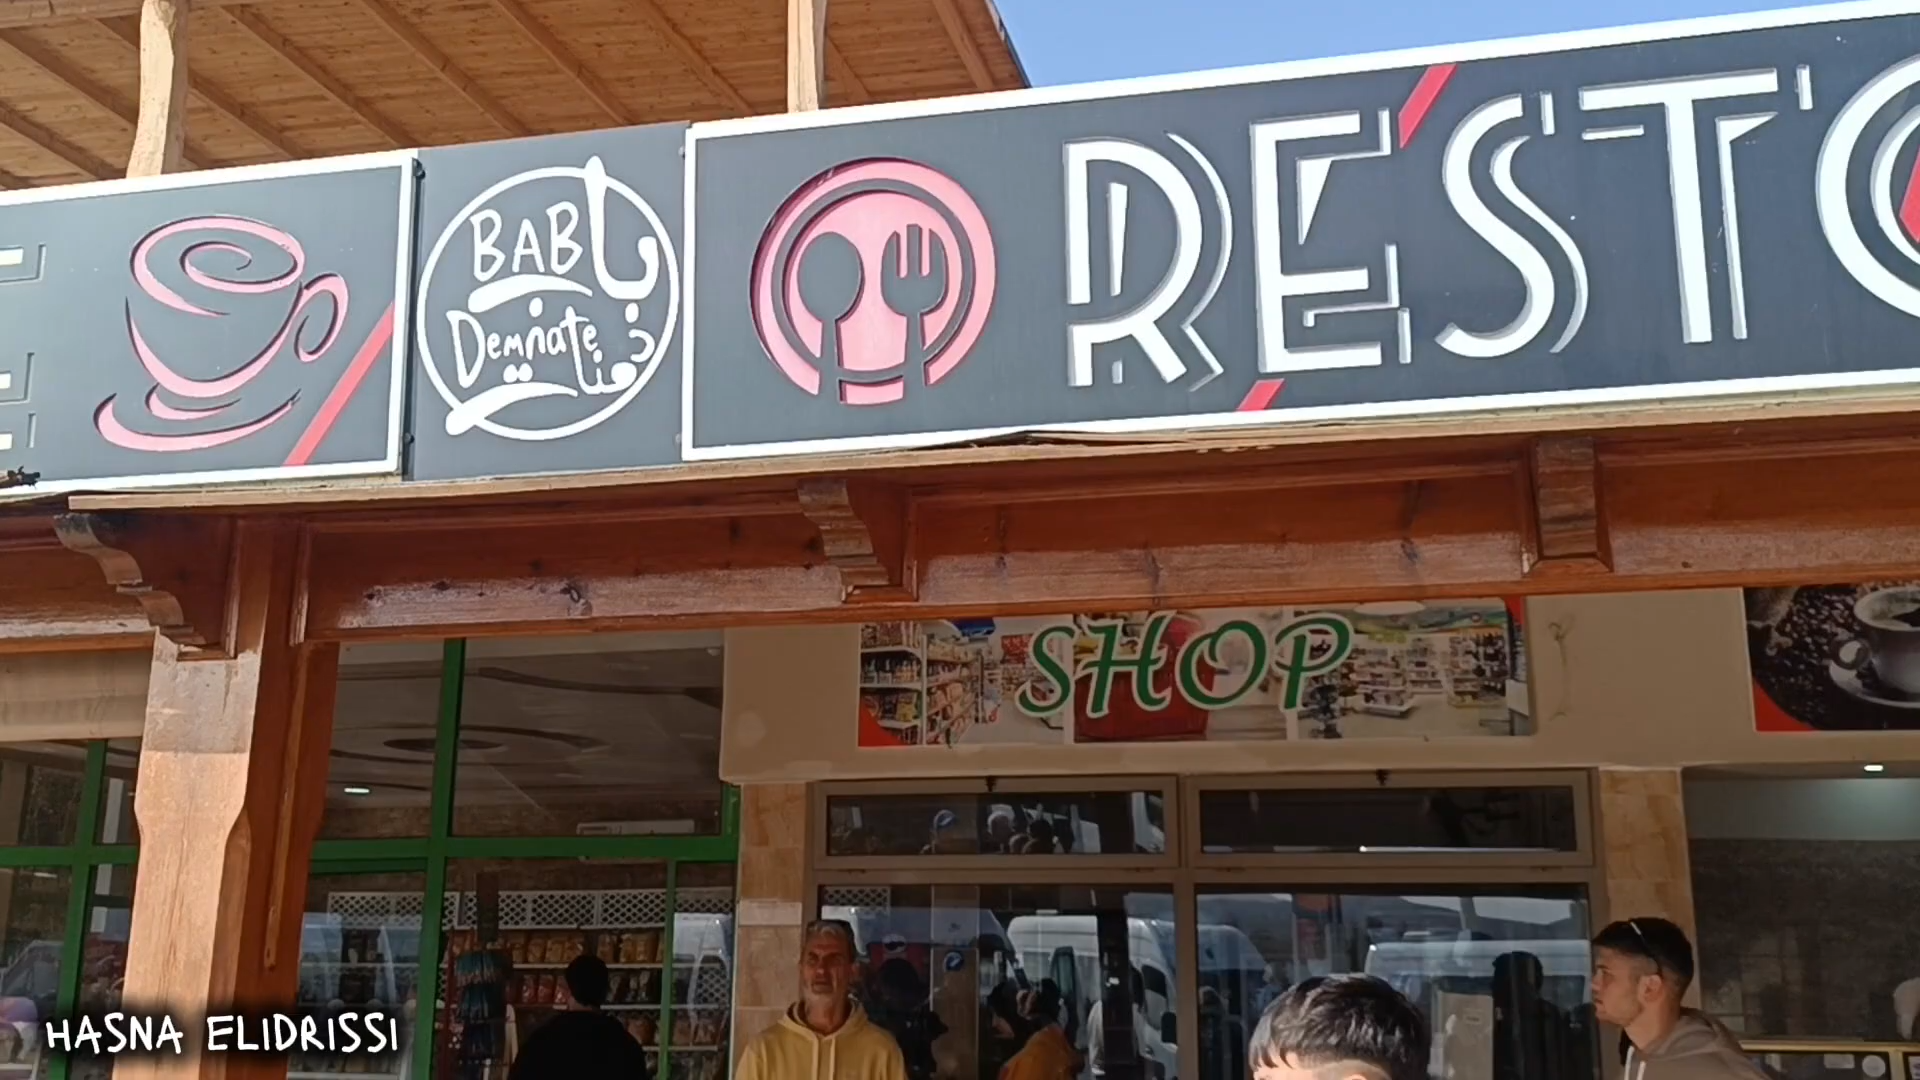 BAB
باب
Demnate
دمنات
RESTO
SHOP
HASNA ELIDRISSI